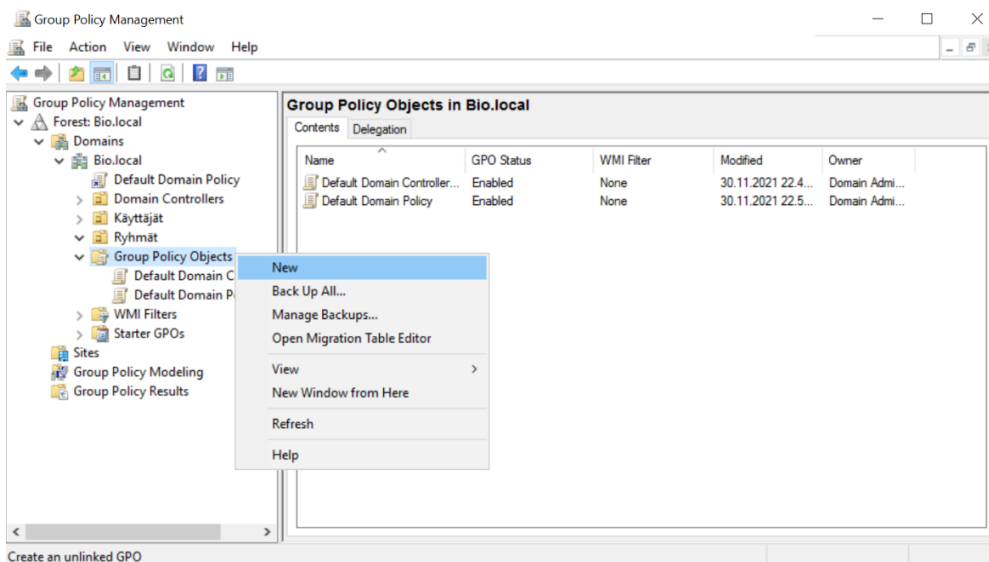 Group Policy Management
File Action View Window Help
Group Policy Management
Forest: Bio.local
Domains
Bio.local
Default Domain Policy
Domain Controllers
Käyttäjät
Ryhmät
Group Policy Objects
Default Domain C
Default Domain P
WMI Filters
Starter GPOs
Sites
Group Policy Modeling
Group Policy Results
New
Back Up All...
Manage Backups...
Open Migration Table Editor
View
New Window from Here
Refresh
Help
Group Policy Objects in Bio.local
Contents Delegation
Name GPO Status WMI Filter Modified Owner
Default Domain Controller... Enabled None 30.11.2021 22.4... Domain Admi...
Default Domain Policy Enabled None 30.11.2021 22.5... Domain Admi...
Create an unlinked GPO